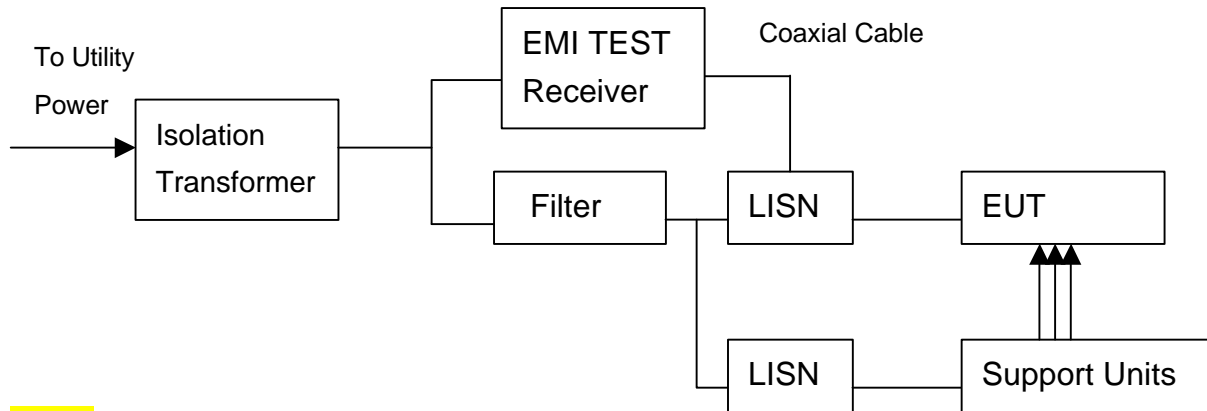 To Utility
Power
Isolation
Transformer
EMI TEST
Receiver
Coaxial Cable
Filter
LISN
EUT
LISN
Support Units